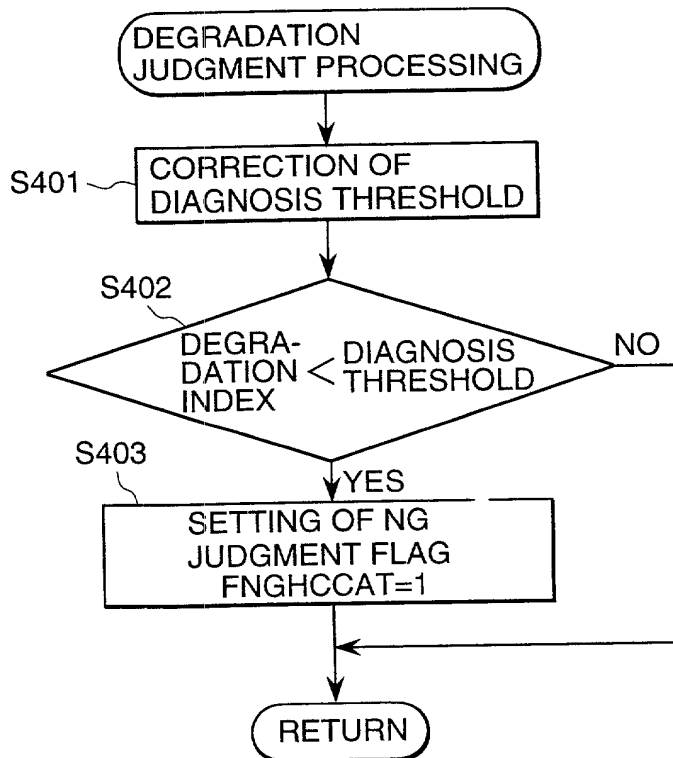 DEGRADATION
JUDGMENT PROCESSING
S401
CORRECTION OF
DIAGNOSIS THRESHOLD
S402
DEGRA-
DATION
INDEX
<
DIAGNOSIS
THRESHOLD
NO
S403
YES
SETTING OF NG
JUDGMENT FLAG
FNGHCCAT=1
RETURN